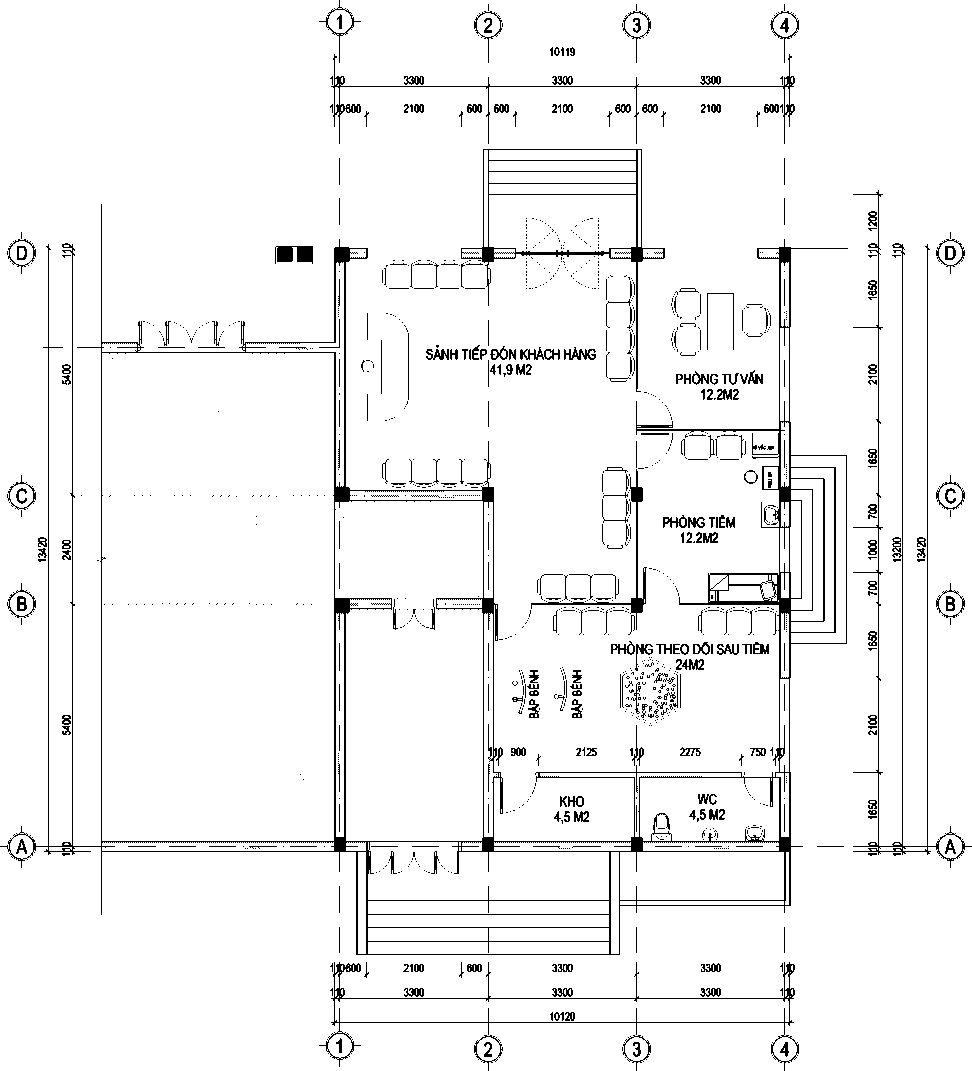 1 2 3 4
10119
110 3300 3300 3300 110
110 600 2100 600 600 2100 600 600 2100 600 110
1200
D D
110 110 110
1650
SẢNH TIẾP ĐÓN KHÁCH HÀNG
41,9 M2
5400 2100
PHÒNG TƯ VẤN
12.2M2
1650
C C
PHÒNG TIÊM
12.2M2
700
13420 2400 1000 13200 13420
700
B B
1650
PHÒNG THEO DÕI SAU TIÊM
24M2
BẬP BÊNH BẬP BÊNH
5400 2100
110 900 2125 110 2275 750 110
KHO
4,5 M2
WC
4,5 M2
1650
A A
110 110 110
110 600 2100 600 3300 3300 110
110 3300 3300 3300 110
10120
1 2 3 4